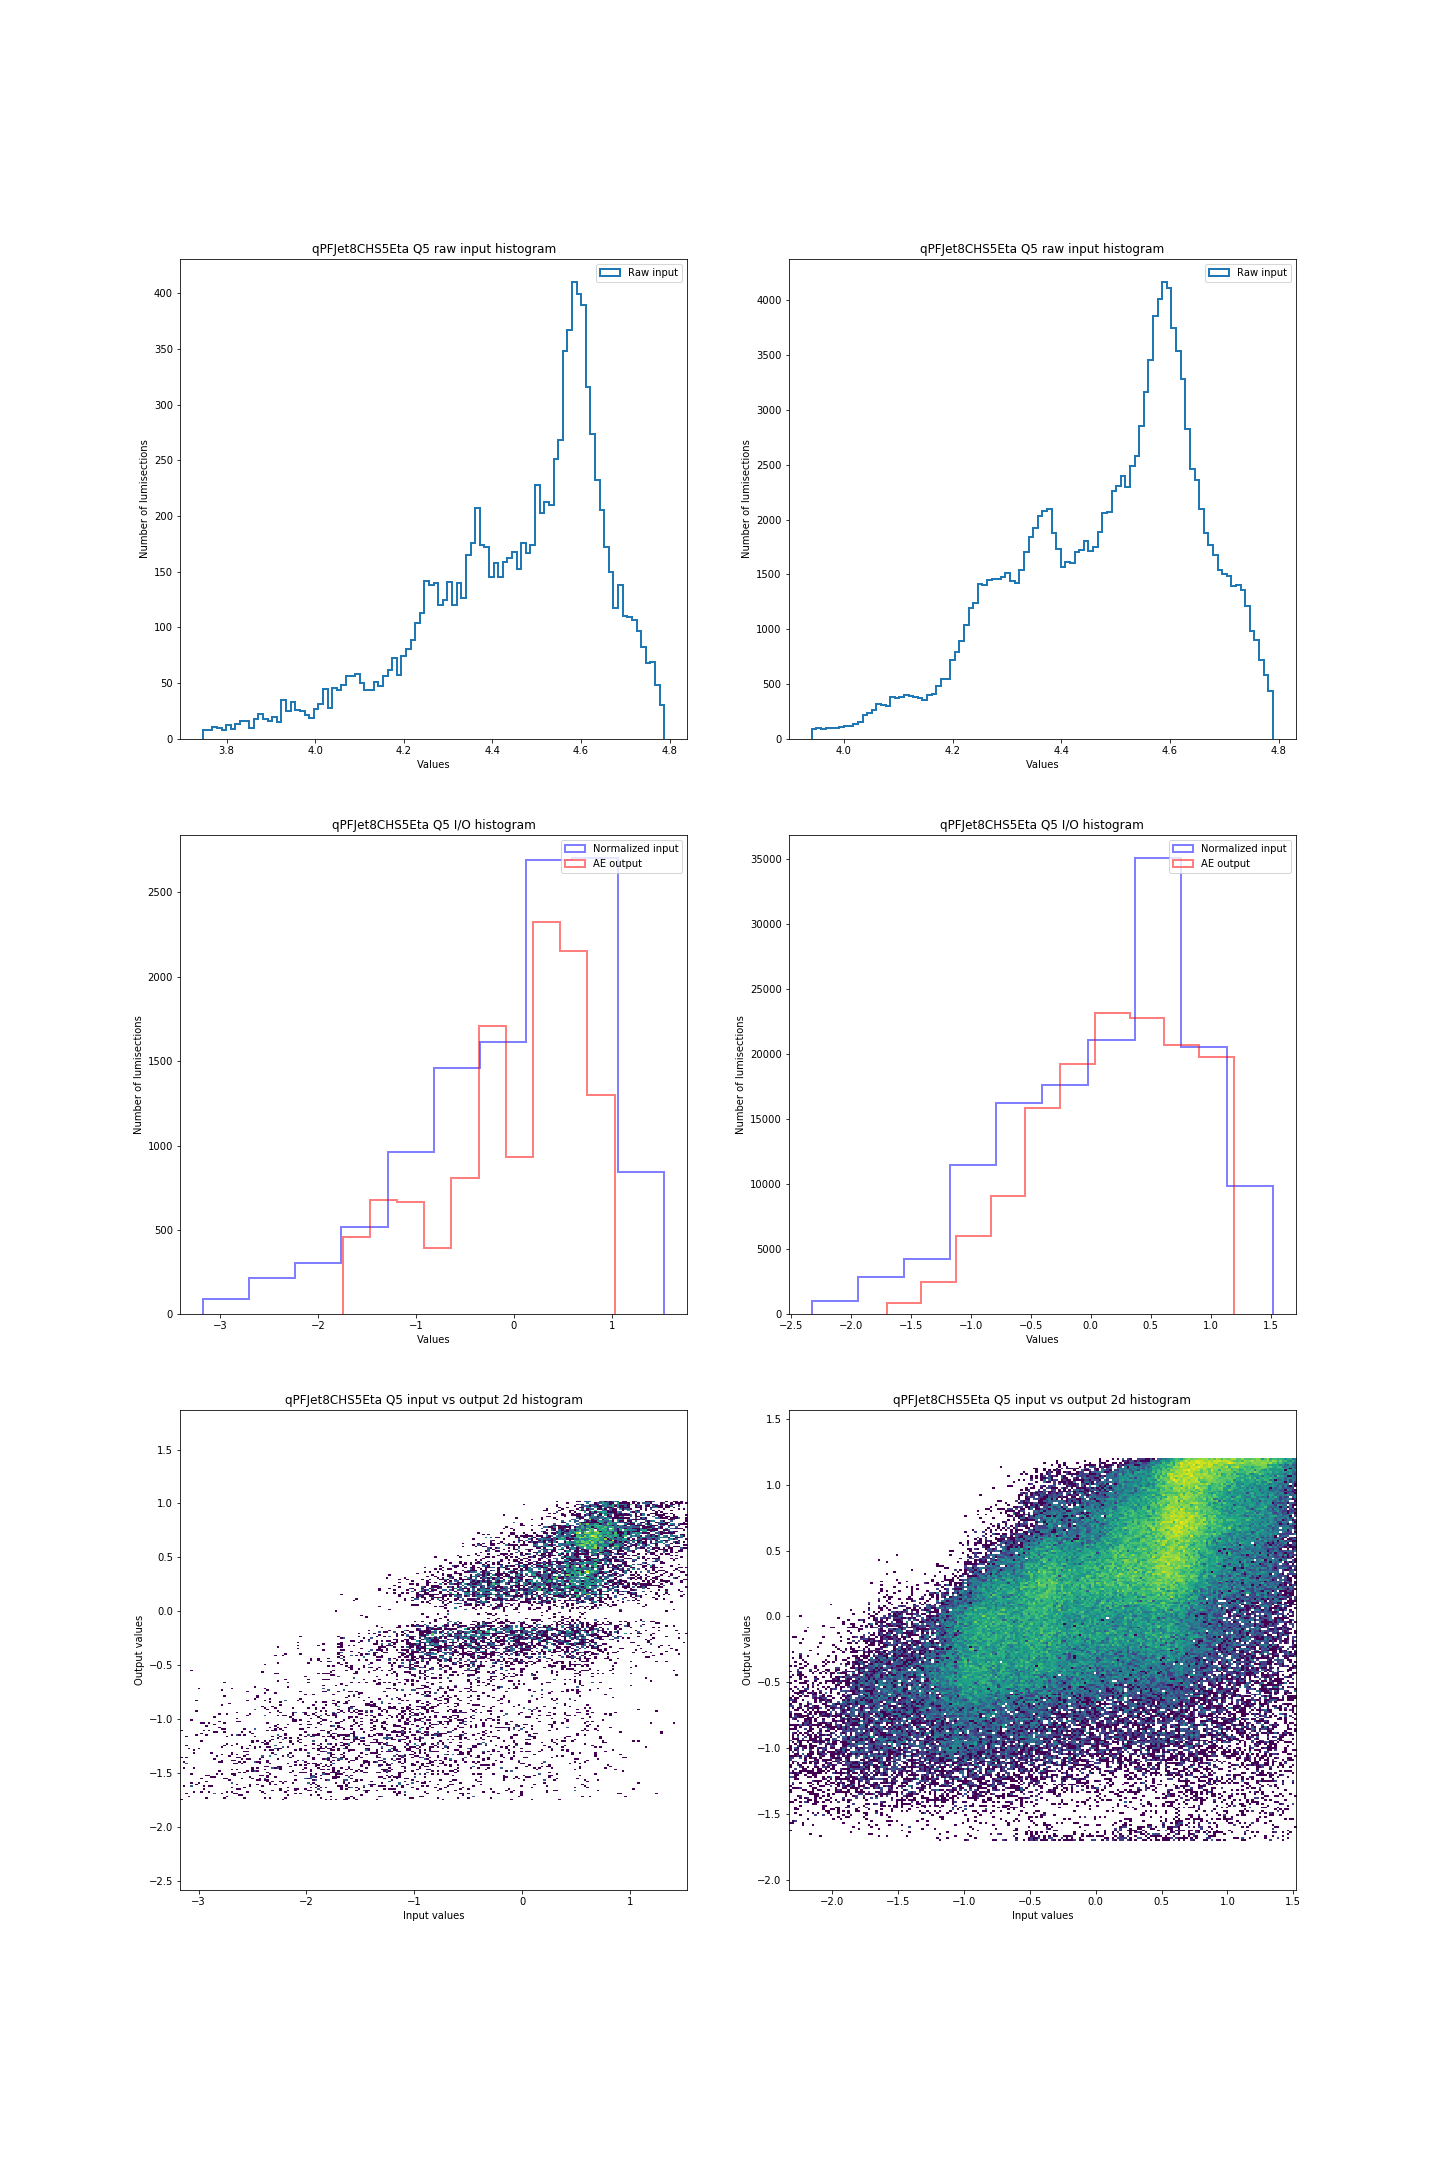 qPFJet8CHS5Eta Q5 raw input histogram
Raw input
Number of lumisections
400
350
300
250
200
150
100
50
0
3.8 4.0 4.2 4.4 4.6 4.8
Values
qPFJet8CHS5Eta Q5 raw input histogram
Raw input
Number of lumisections
4000
3500
3000
2500
2000
1500
1000
500
0
4.0 4.2 4.4 4.6 4.8
Values
qPFJet8CHS5Eta Q5 I/O histogram
Normalized input
AE output
Number of lumisections
2500
2000
1500
1000
500
0
−3 −2 −1 0 1
Values
qPFJet8CHS5Eta Q5 I/O histogram
Normalized input
AE output
Number of lumisections
35000
30000
25000
20000
15000
10000
5000
0
−2.5 −2.0 −1.5 −1.0 −0.5 0.0 0.5 1.0 1.5
Values
qPFJet8CHS5Eta Q5 input vs output 2d histogram
Output values
1.5
1.0
0.5
0.0
−0.5
−1.0
−1.5
−2.0
−2.5
−3 −2 −1 0 1
Input values
qPFJet8CHS5Eta Q5 input vs output 2d histogram
Output values
1.5
1.0
0.5
0.0
−0.5
−1.0
−1.5
−2.0
−2.0 −1.5 −1.0 −0.5 0.0 0.5 1.0 1.5
Input values